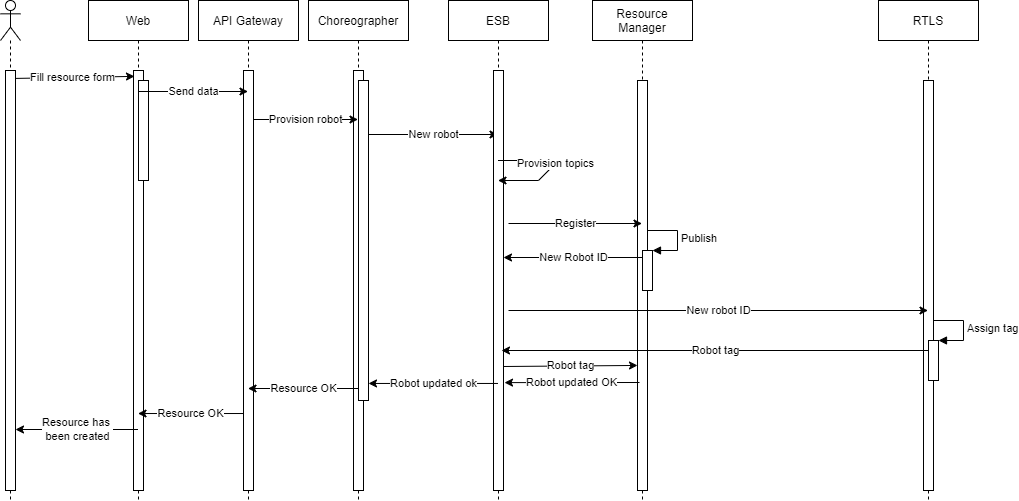 Web
API Gateway
Choreographer
ESB
Resource
Manager
RTLS
Fill resource form
Send data
Provision robot
New robot
Provision topics
Register
Publish
New Robot ID
New robot ID
Assign tag
Robot tag
Robot tag
Robot updated OK
Robot updated ok
Resource OK
Resource OK
Resource has
been created